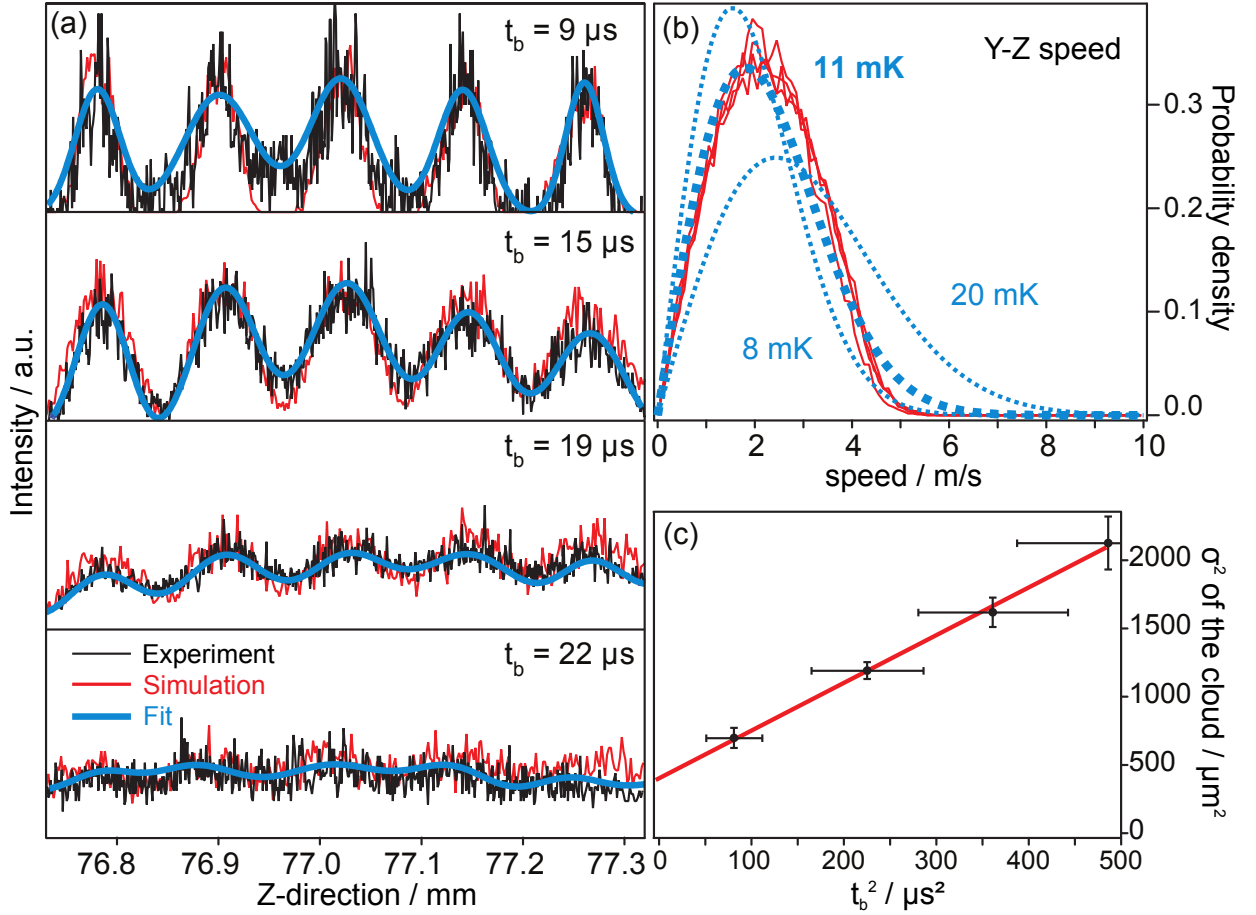 (a)
t_b = 9 µs
t_b = 15 µs
t_b = 19 µs
t_b = 22 µs
Experiment
Simulation
Fit
Intensity / a.u.
76.8 76.9 77.0 77.1 77.2 77.3
Z-direction / mm
(b)
Y-Z speed
11 mK
20 mK
8 mK
0.3
0.2
0.1
0.0
Probability density
0 2 4 6 8 10
speed / m/s
(c)
2000
1500
1000
500
0
σ² of the cloud / µm²
0 100 200 300 400 500
t_b² / µs²